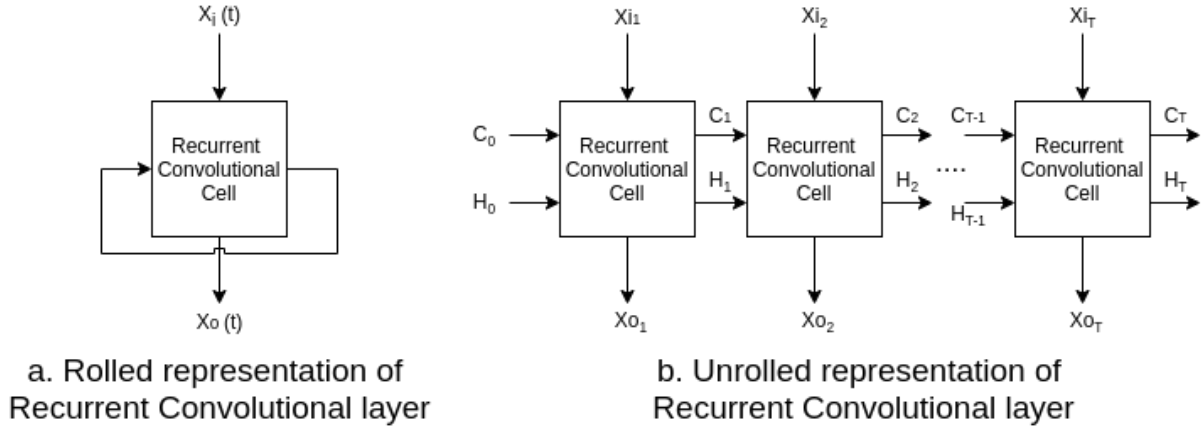 Xi (t)
Recurrent
Convolutional
Cell
Xo (t)
a. Rolled representation of
Recurrent Convolutional layer
Xi1
Xi2
XiT
C0
C1
C2
CT-1
CT
Recurrent
Convolutional
Cell
Recurrent
Convolutional
Cell
....
Recurrent
Convolutional
Cell
H0
H1
H2
HT-1
HT
Xo1
Xo2
XoT
b. Unrolled representation of
Recurrent Convolutional layer